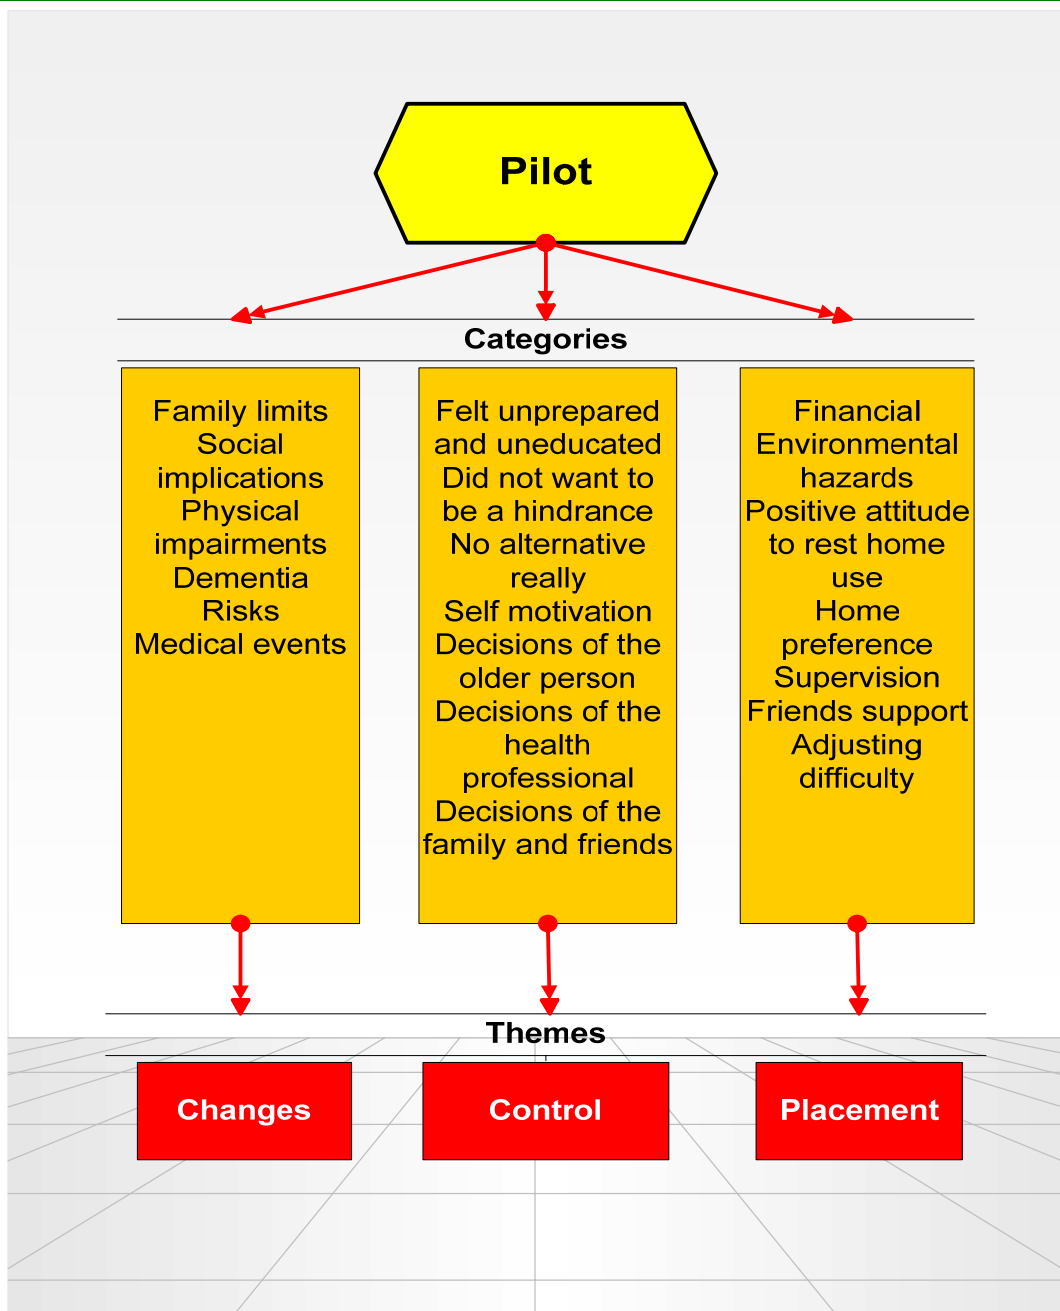 Pilot
Categories
Family limits
Social
implications
Physical
impairments
Dementia
Risks
Medical events
Felt unprepared
and uneducated
Did not want to
be a hindrance
No alternative
really
Self motivation
Decisions of the
older person
Decisions of the
health
professional
Decisions of the
family and friends
Financial
Environmental
hazards
Positive attitude
to rest home
use
Home
preference
Supervision
Friends support
Adjusting
difficulty
Themes
Changes
Control
Placement